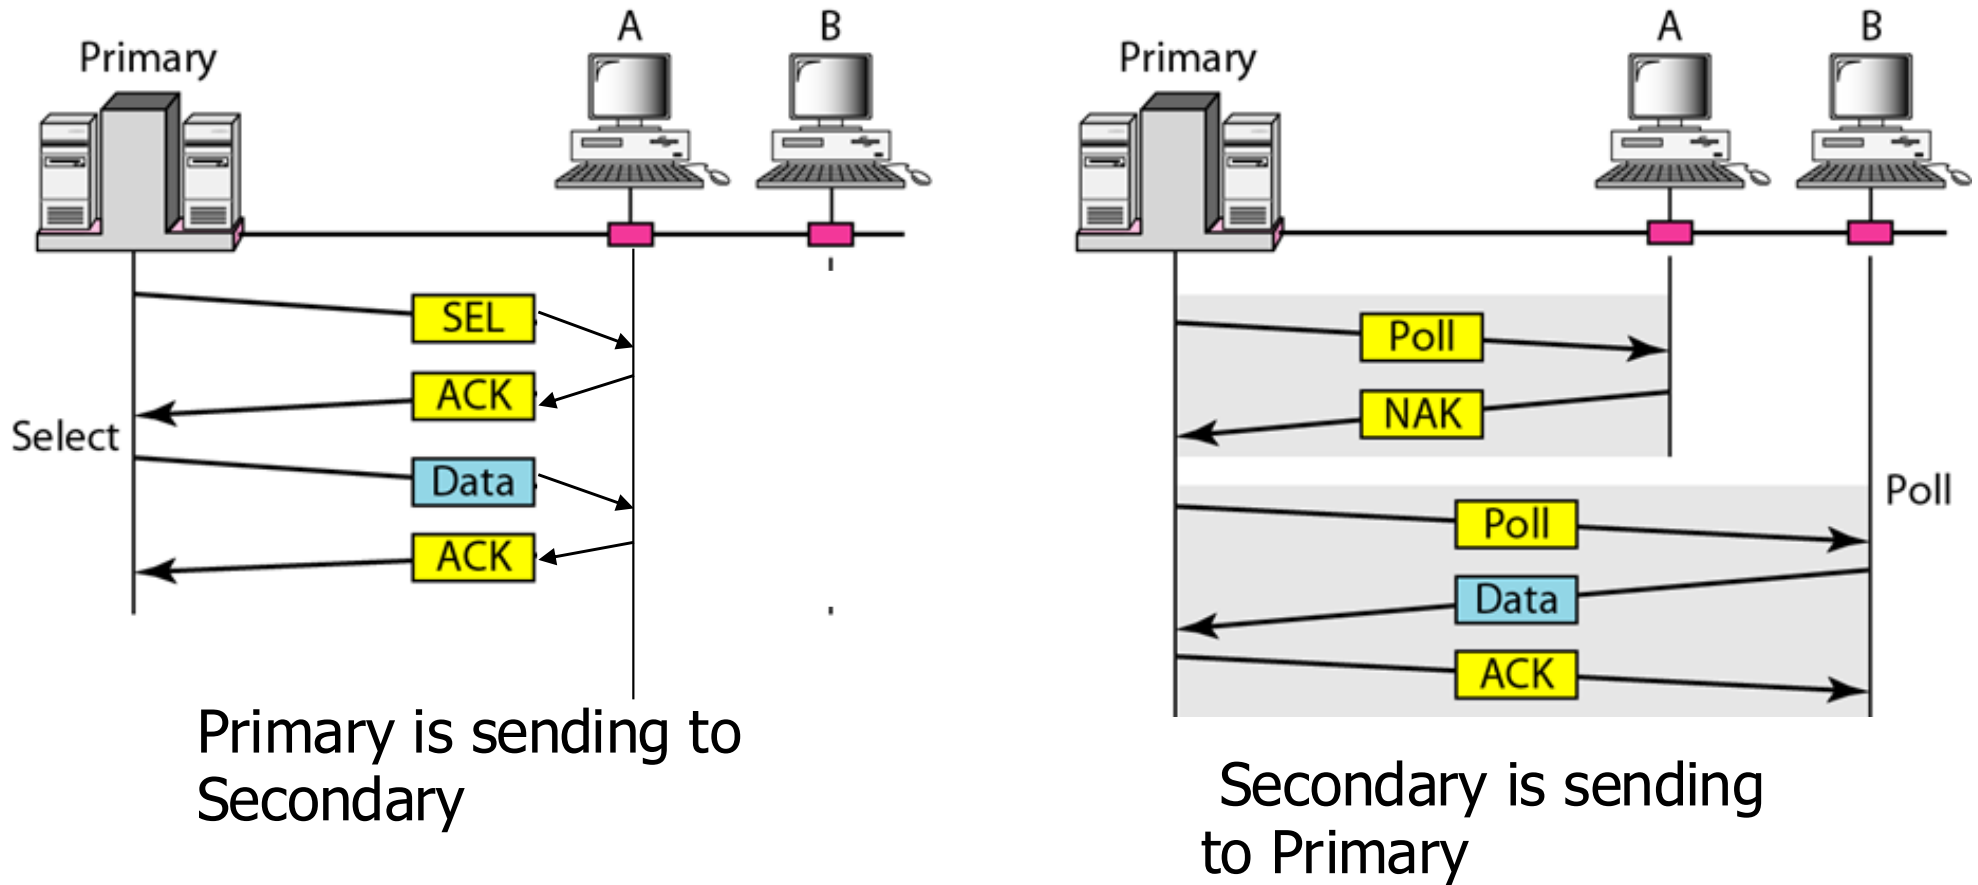 Primary
A
B
SEL
ACK
Select
Data
ACK
Primary is sending to
Secondary
Primary
A
B
Poll
NAK
Poll
Poll
Data
ACK
Secondary is sending
to Primary